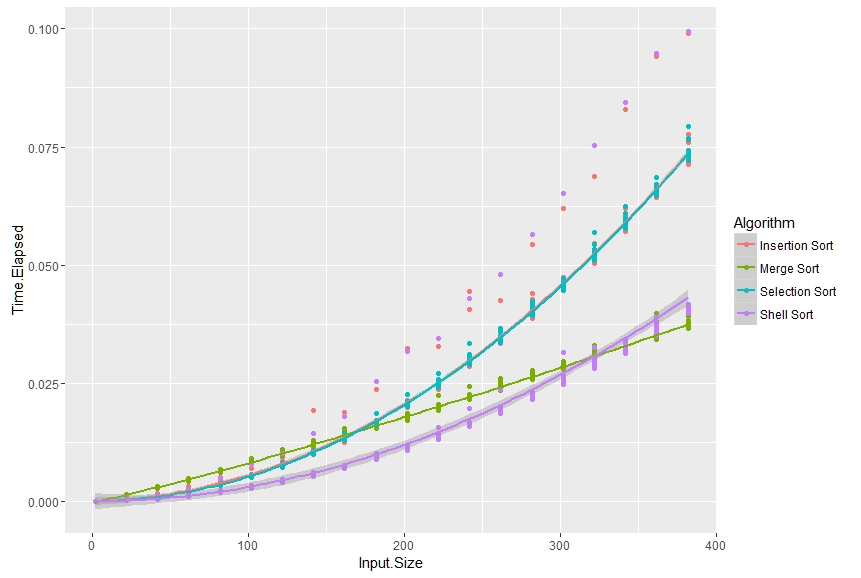 0.100
0.075
0.050
0.025
0.000
Time.Elapsed
0 100 200 300 400
Input.Size
Algorithm
Insertion Sort
Merge Sort
Selection Sort
Shell Sort